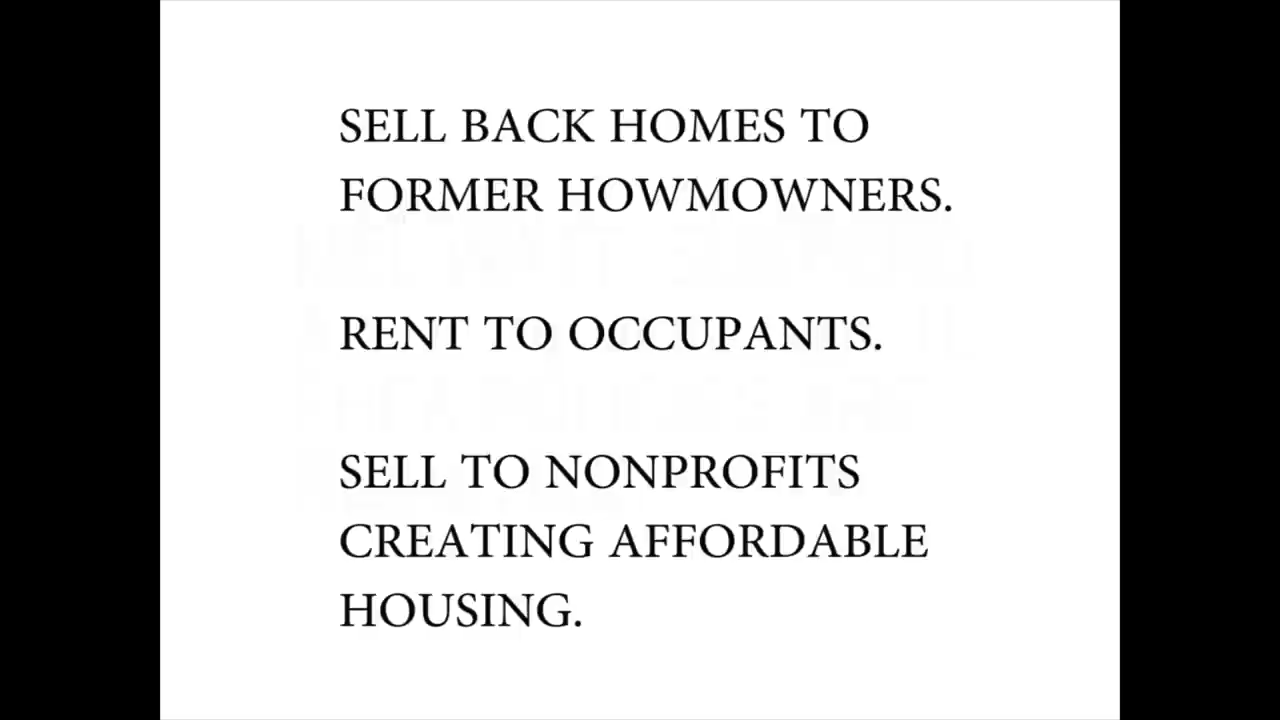 SELL BACK HOMES TO
FORMER HOWMOWNERS.
RENT TO OCCUPANTS.
SELL TO NONPROFITS
CREATING AFFORDABLE
HOUSING.